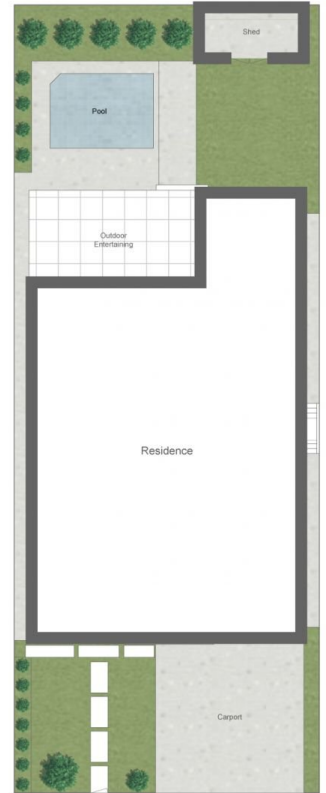 Shed
Pool
Outdoor
Entertaining
Residence
Carport